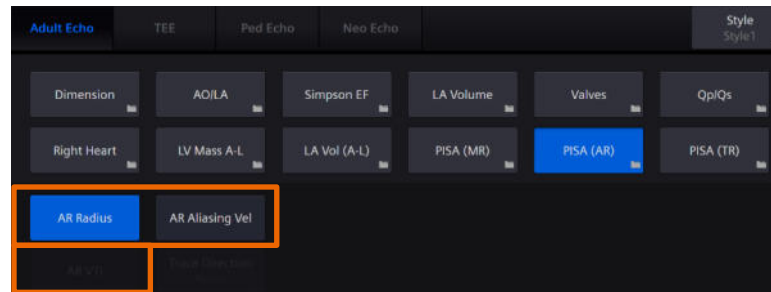 Adult Echo TEE Ped Echo Neo Echo Style
Style1
Dimension AO/LA Simpson EF LA Volume Valves Qp/Qs
Right Heart LV Mass A-L LA Vol (A-L) PISA (MR) PISA (AR) PISA (TR)
AR Radius AR Aliasing Vel
AR VTI Trace Direction